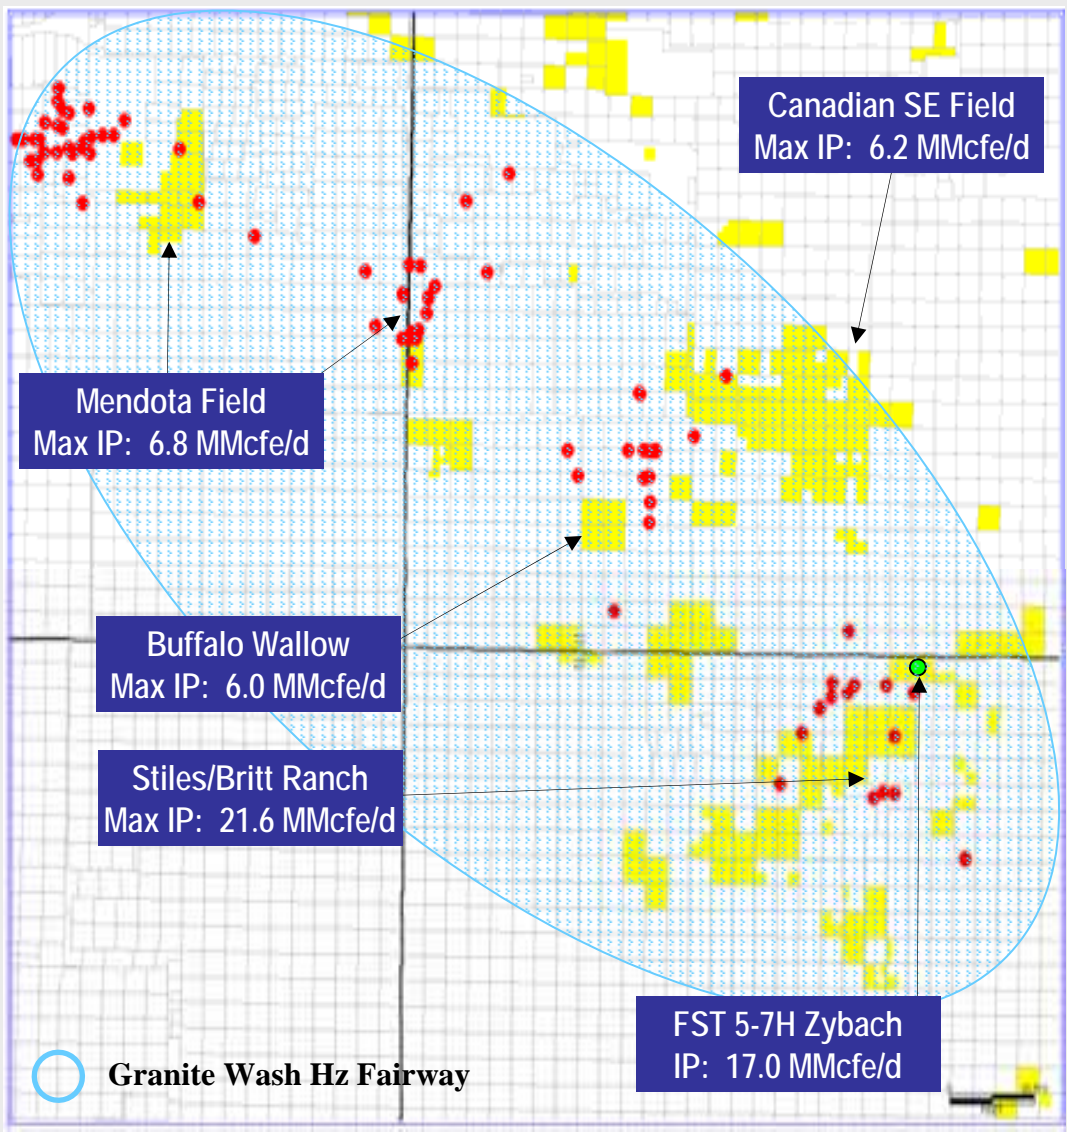 Canadian SE Field
Max IP: 6.2 MMcfe/d
Mendota Field
Max IP: 6.8 MMcfe/d
Buffalo Wallow
Max IP: 6.0 MMcfe/d
Stiles/Britt Ranch
Max IP: 21.6 MMcfe/d
FST 5-7H Zybach
IP: 17.0 MMcfe/d
Granite Wash Hz Fairway